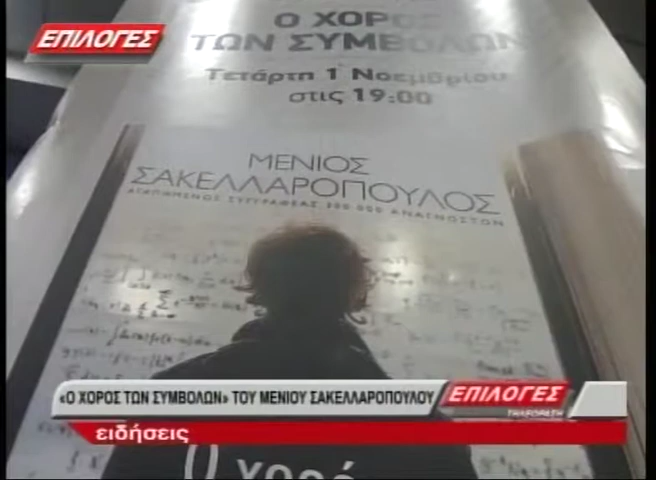 ΕΠΙΛΟΓΕΣ
Ο ΧΟΡΟΣ
ΤΩΝ ΣΥΜΒΟΛΩΝ
Τετάρτη 1 Νοεμβρίου
στις 19:00
ΜΕΝΙΟΣ
ΣΑΚΕΛΛΑΡΟΠΟΥΛΟΣ
ΑΓΑΠΗΜΕΝΟΣ ΣΥΓΓΡΑΦΕΑΣ 300.000 ΑΝΑΓΝΩΣΤΩΝ
«Ο ΧΟΡΟΣ ΤΩΝ ΣΥΜΒΟΛΩΝ» ΤΟΥ ΜΕΝΙΟΥ ΣΑΚΕΛΛΑΡΟΠΟΥΛΟΥ
ΕΠΙΛΟΓΕΣ
ΤΗΛΕΟΡΑΣΗ
ειδήσεις
Ο χορό